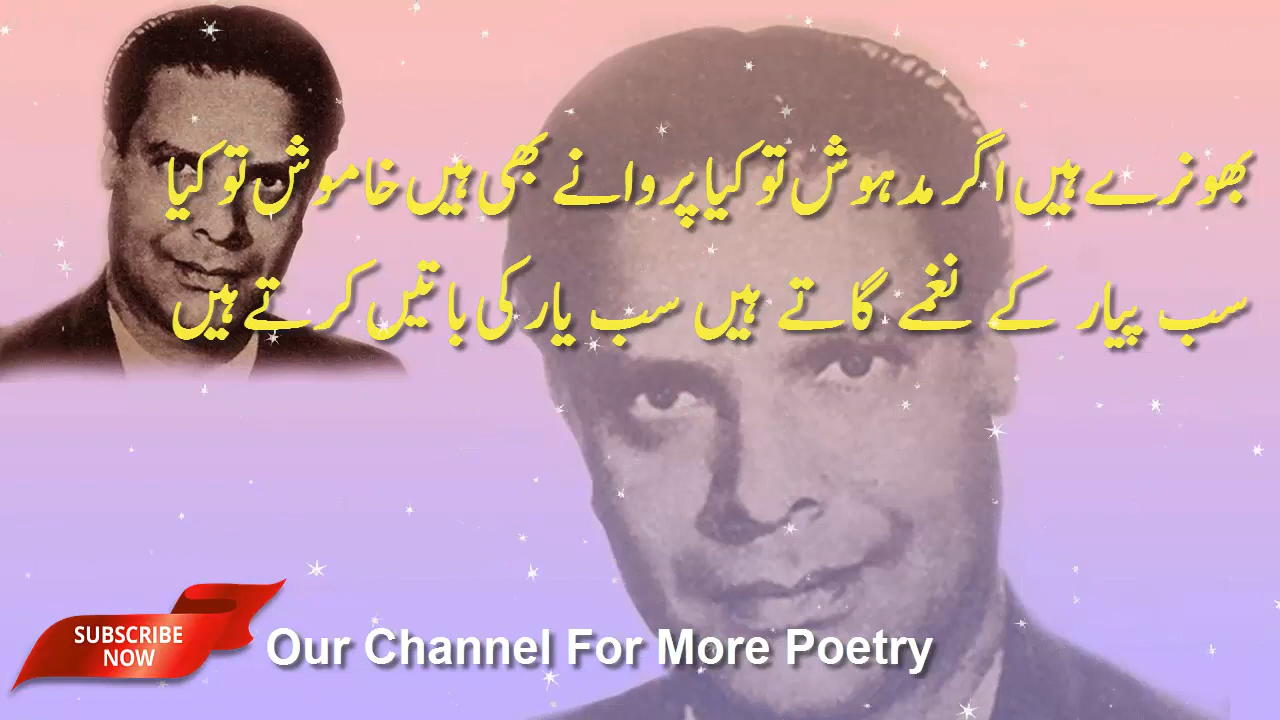 بھونرے ہیں اگر مدہوش تو کیا پروانے بھی ہیں خاموش تو کیا
سب پیار کے نغمے گاتے ہیں سب یار کی باتیں کرتے ہیں
SUBSCRIBE
NOW
Our Channel For More Poetry